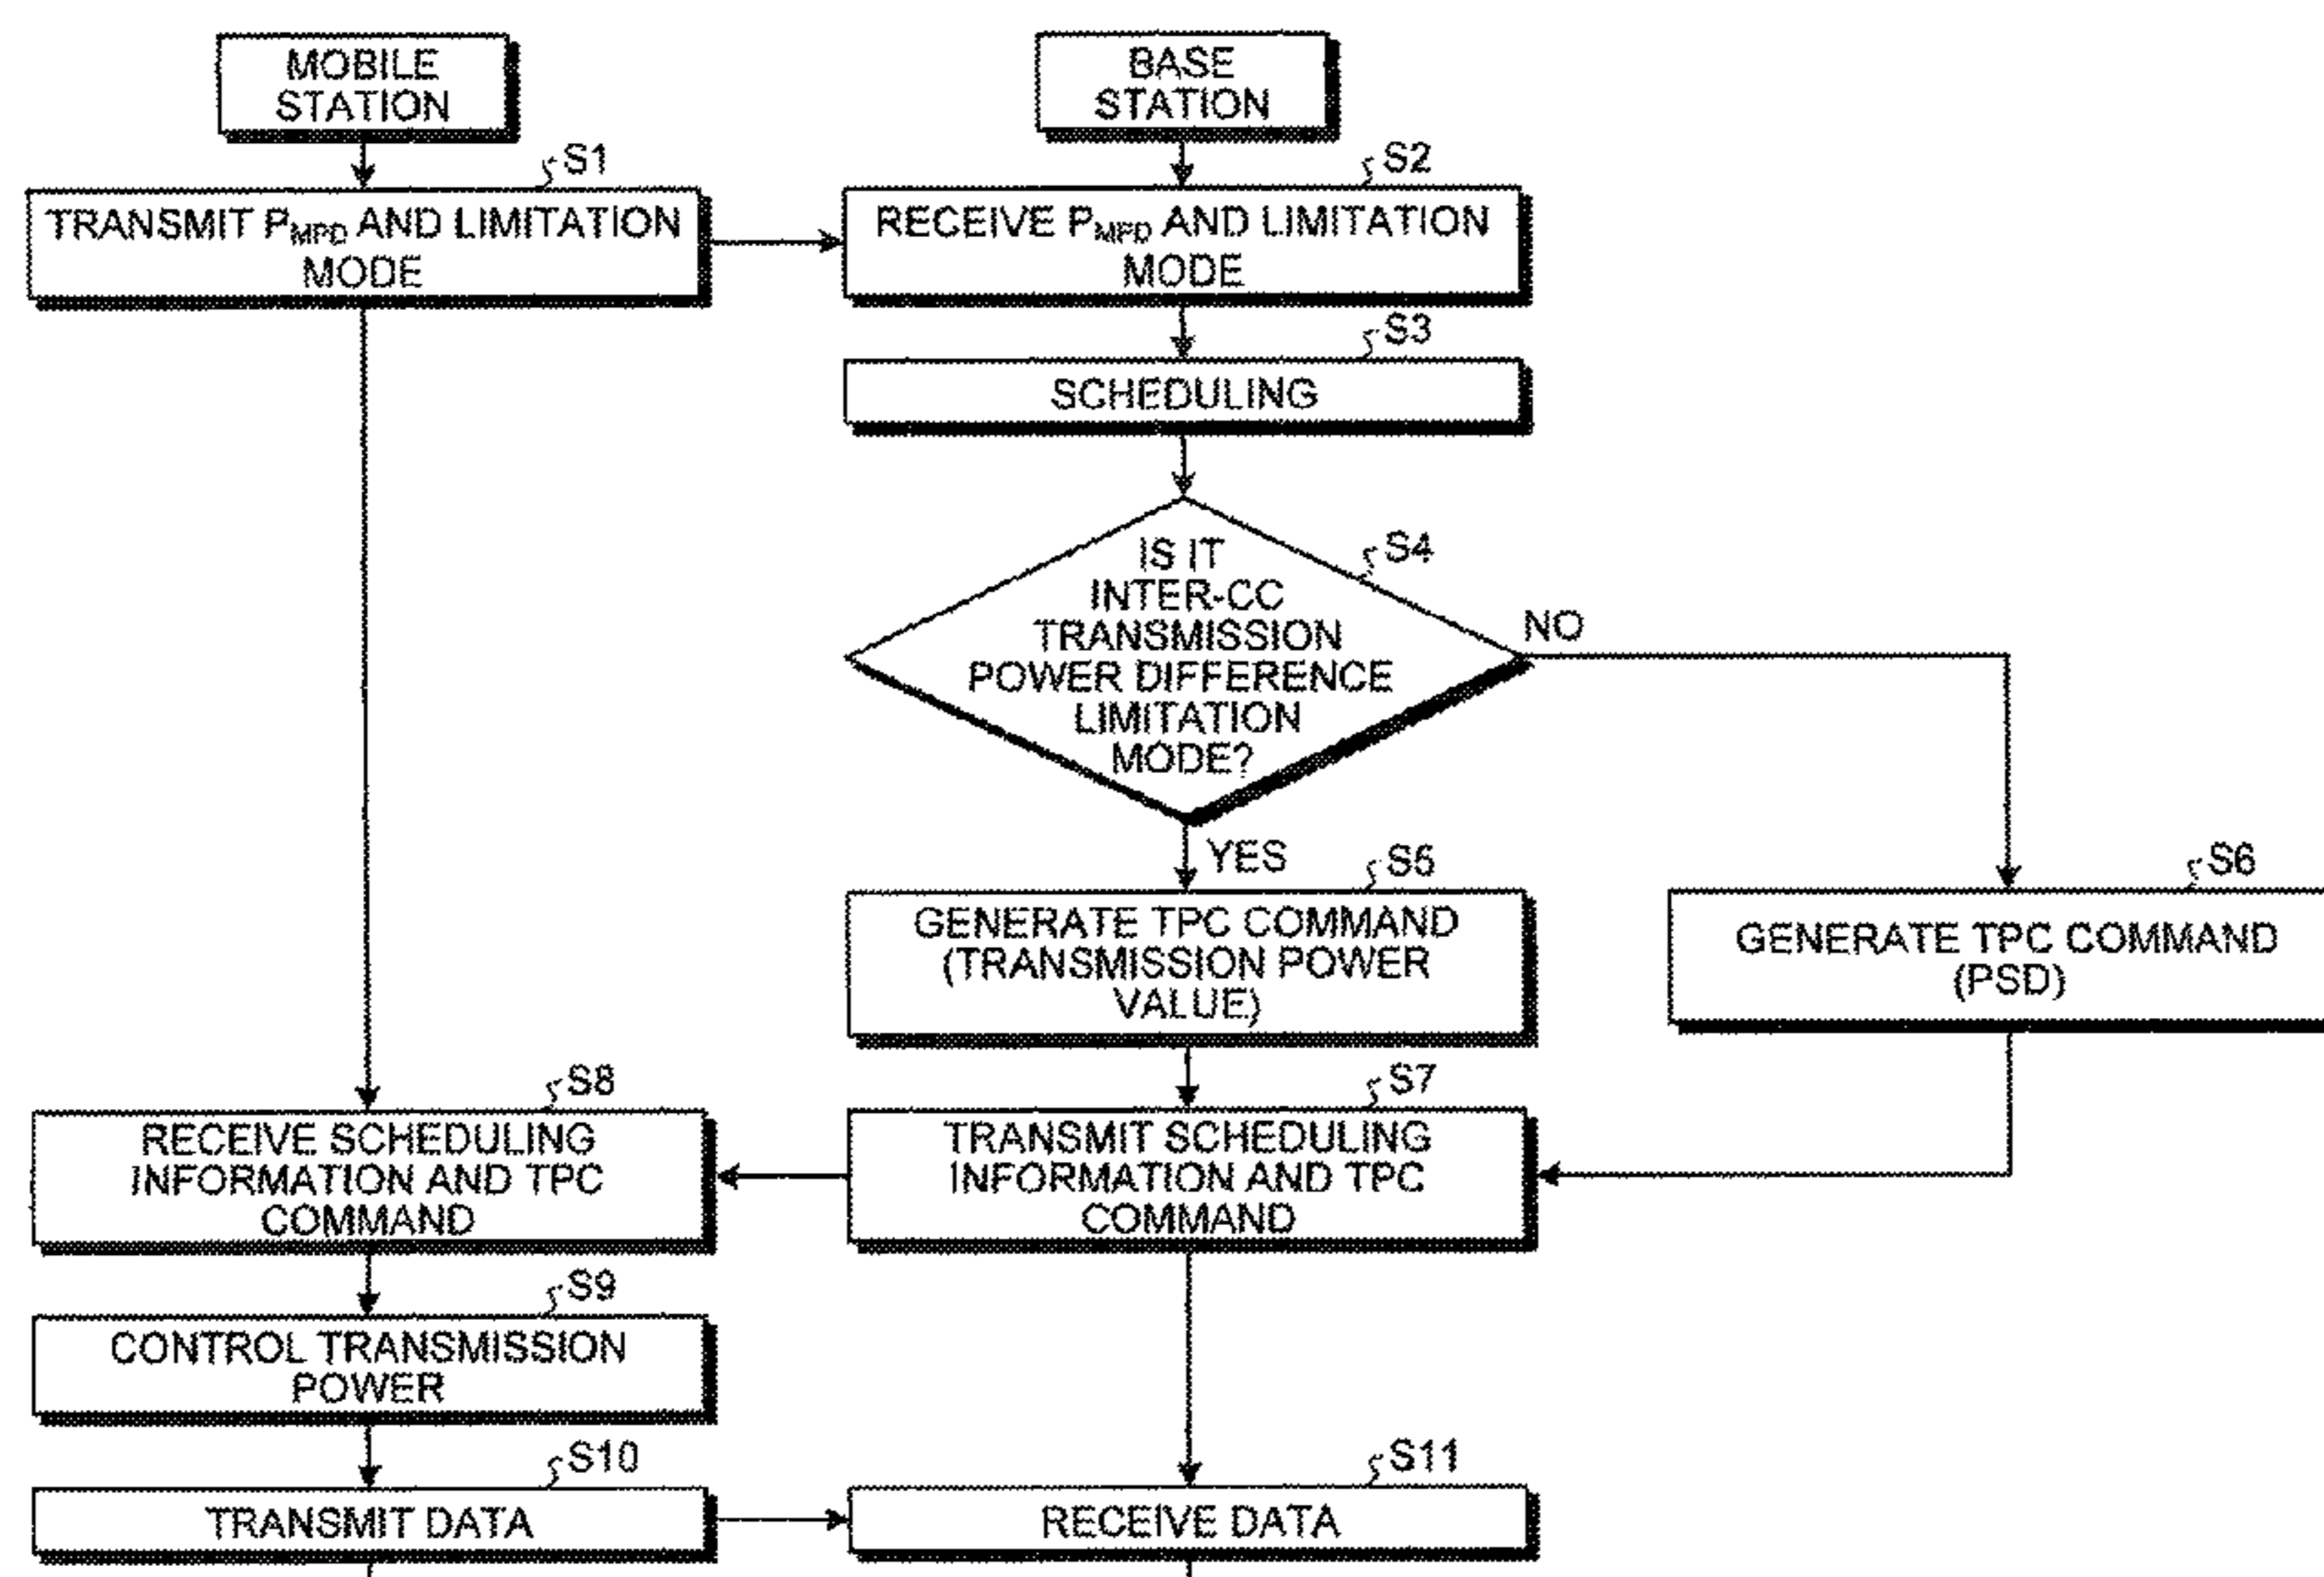 MOBILE
STATION
BASE
STATION
S1
TRANSMIT PMPD AND LIMITATION
MODE
S2
RECEIVE PMPD AND LIMITATION
MODE
S3
SCHEDULING
S4
IS IT
INTER-CC
TRANSMISSION
POWER DIFFERENCE
LIMITATION
MODE?
NO
YES
S5
GENERATE TPC COMMAND
(TRANSMISSION POWER
VALUE)
S6
GENERATE TPC COMMAND
(PSD)
S8
RECEIVE SCHEDULING
INFORMATION AND TPC
COMMAND
S7
TRANSMIT SCHEDULING
INFORMATION AND TPC
COMMAND
S9
CONTROL TRANSMISSION
POWER
S10
TRANSMIT DATA
S11
RECEIVE DATA